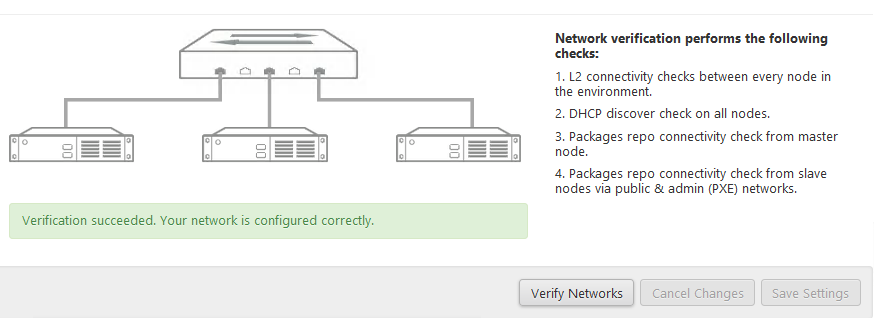 Network verification performs the following
checks:
1. L2 connectivity checks between every node in
the environment.
2. DHCP discover check on all nodes.
3. Packages repo connectivity check from master
node.
4. Packages repo connectivity check from slave
nodes via public & admin (PXE) networks.
Verification succeeded. Your network is configured correctly.
Verify Networks
Cancel Changes
Save Settings